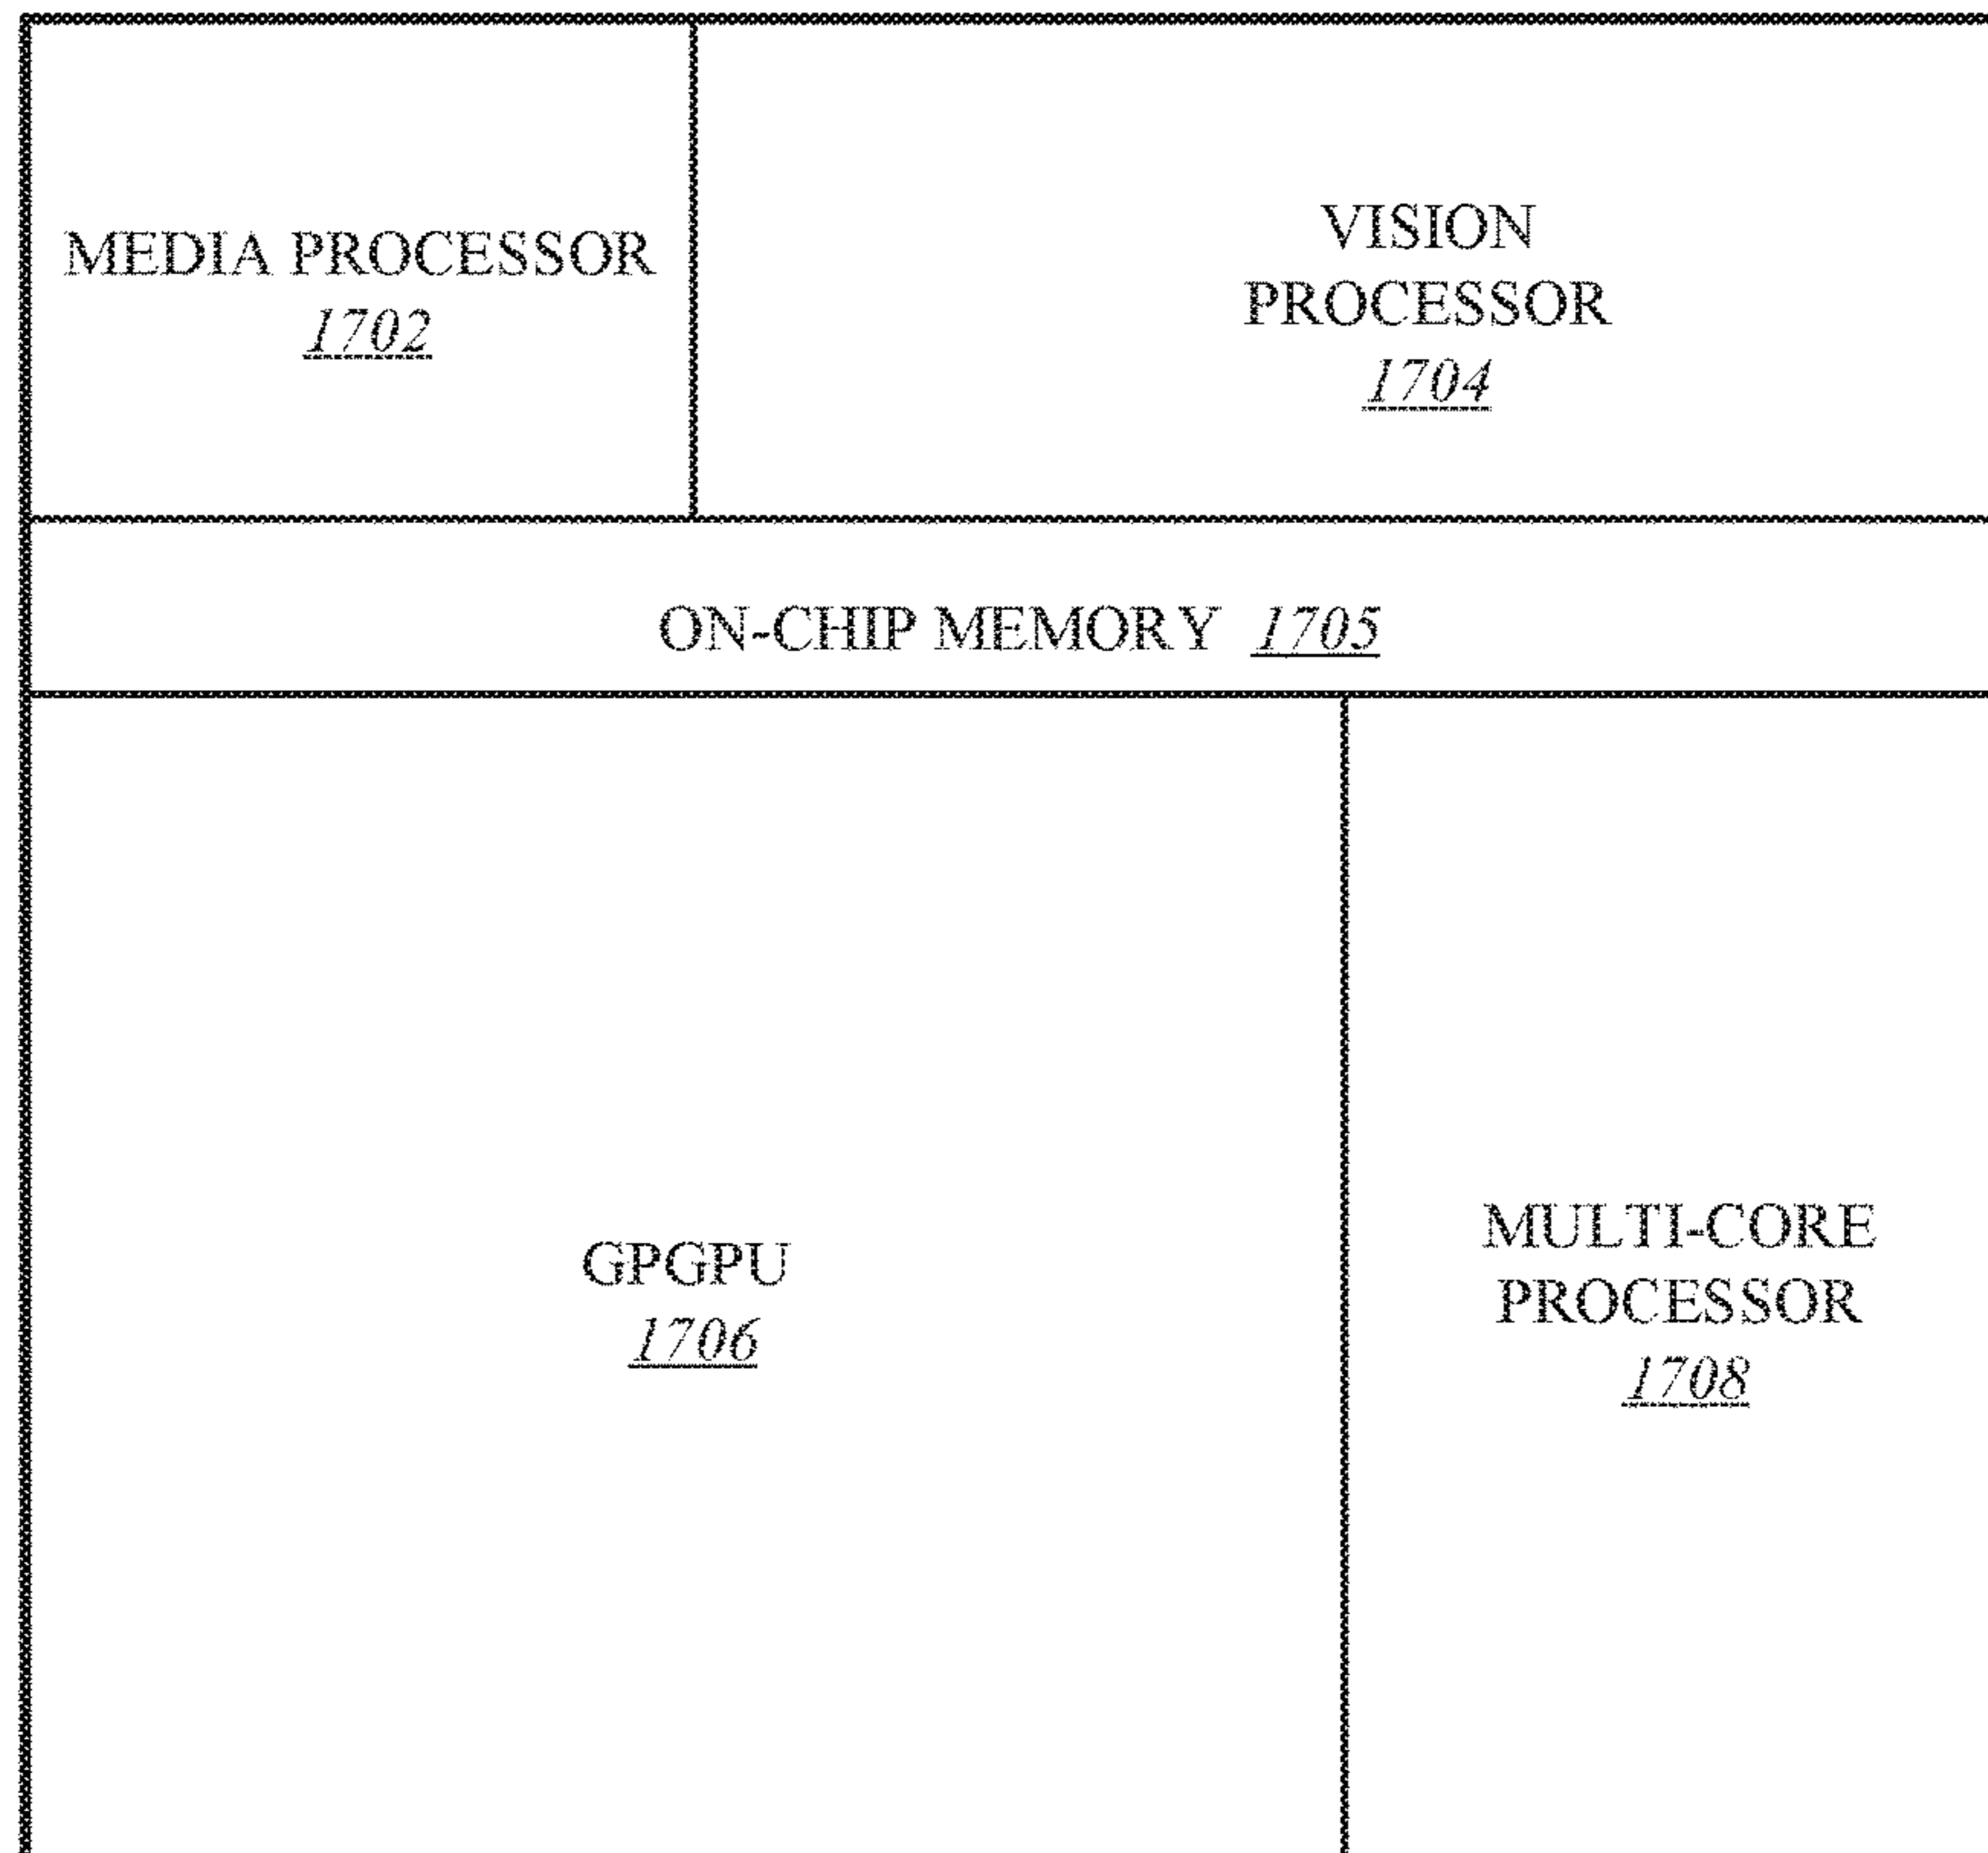 MEDIA PROCESSOR
1702
VISION
PROCESSOR
1704
ON-CHIP MEMORY 1705
GPGPU
1706
MULTI-CORE
PROCESSOR
1708